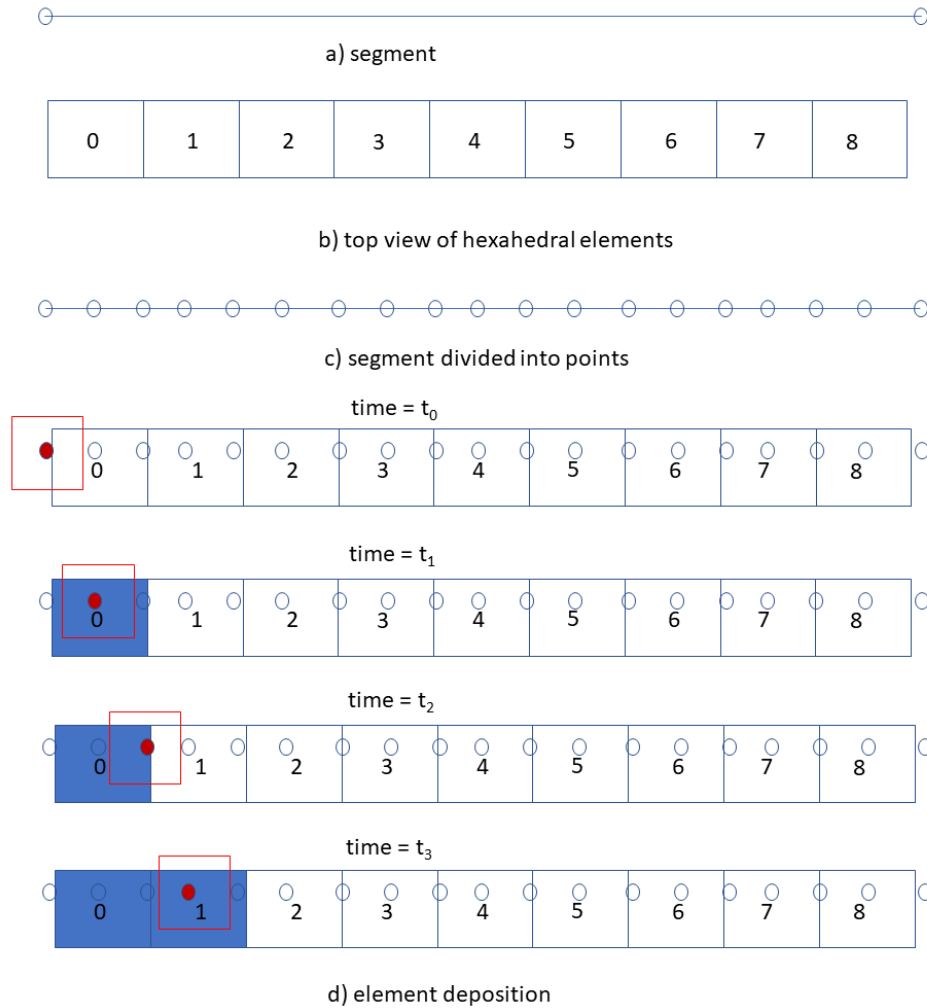 a) segment
0 1 2 3 4 5 6 7 8
b) top view of hexahedral elements
c) segment divided into points
time = t₀
0 1 2 3 4 5 6 7 8
time = t₁
0 1 2 3 4 5 6 7 8
time = t₂
0 1 2 3 4 5 6 7 8
time = t₃
0 1 2 3 4 5 6 7 8
d) element deposition